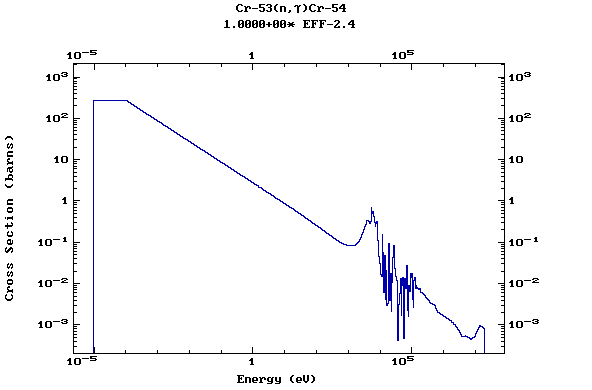 Cr-53(n,γ)Cr-54
1.0000+00* EFF-2.4
10⁻⁵ 1 10⁵
10³ 10³
10² 10²
10 10
1 1
10⁻¹ 10⁻¹
10⁻² 10⁻²
10⁻³ 10⁻³
10⁻⁵ 1 10⁵
Cross Section (barns)
Energy (eV)